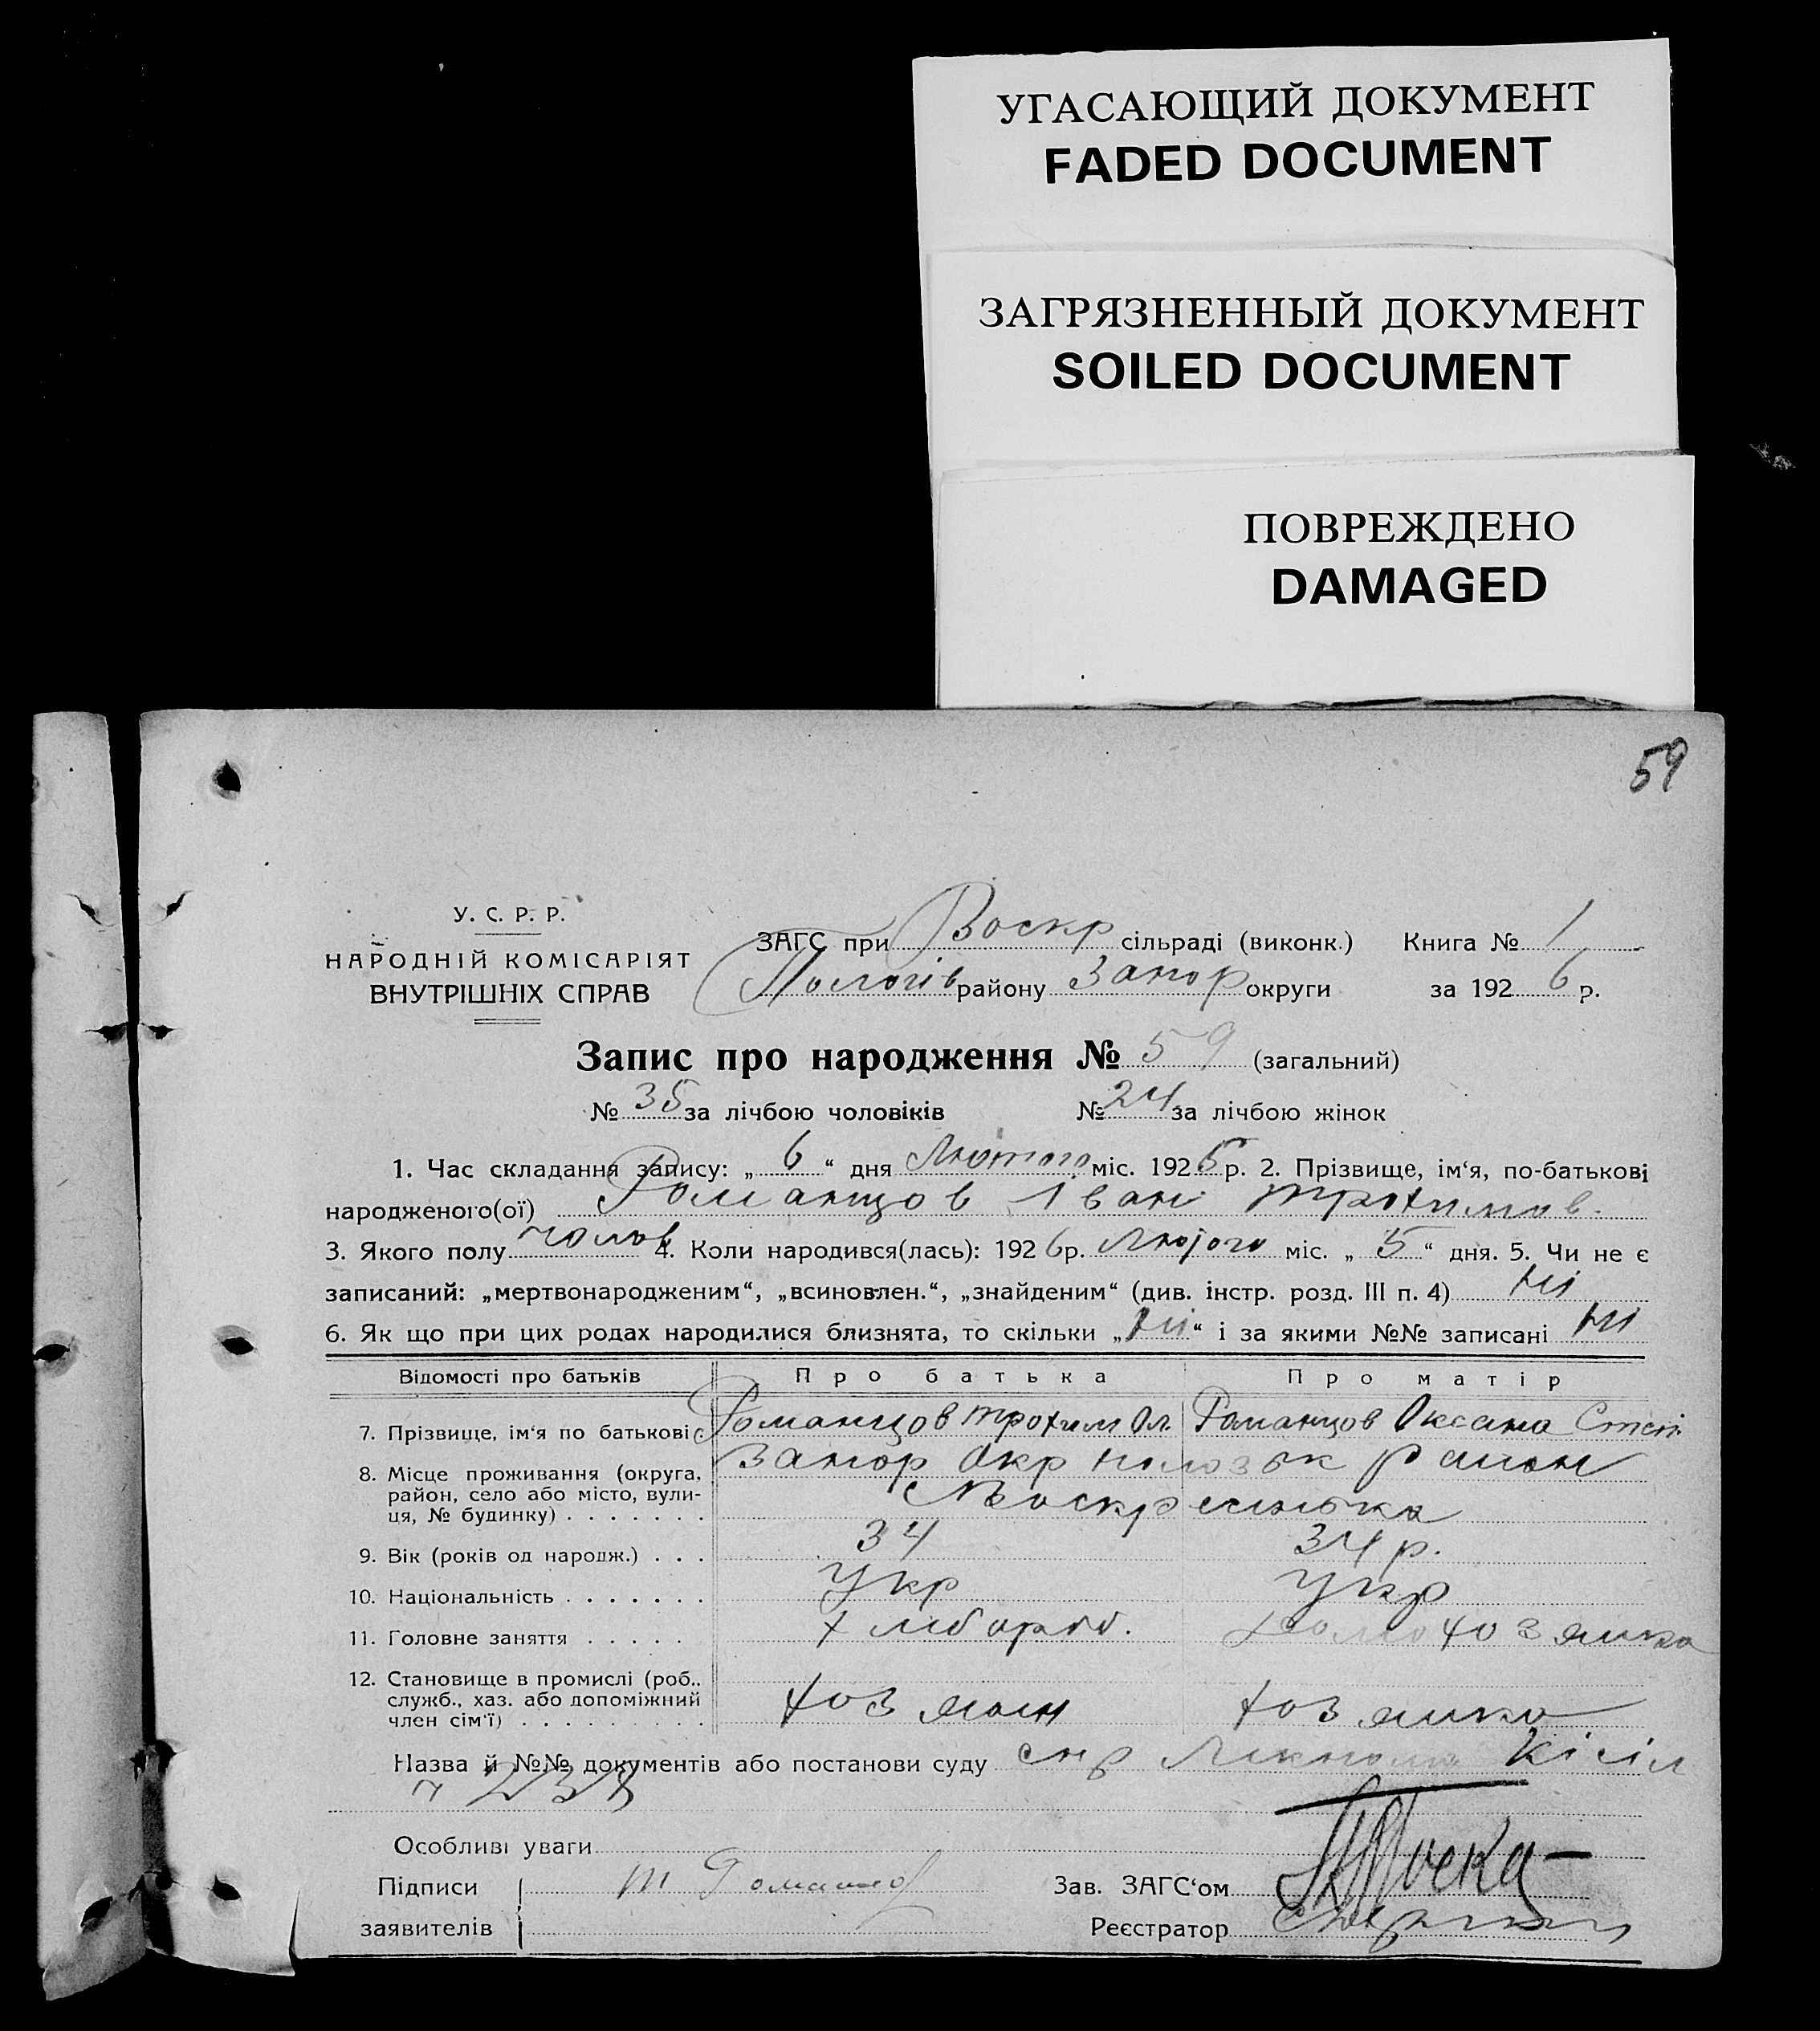 УГАСАЮЩИЙ ДОКУМЕНТ
FADED DOCUMENT
ЗАГРЯЗНЕННЫЙ ДОКУМЕНТ
SOILED DOCUMENT
ПОВРЕЖДЕНО
DAMAGED
59
У. С. Р. Р.
НАРОДНІЙ КОМІСАРІЯТ
ВНУТРІШНІХ СПРАВ
ЗАГС при Воскр сільраді (виконк.) Книга № 1
Пологів району Запор округи за 1926 р.
Запис про народження № 59 (загальний)
№ 35 за лічбою чоловіків № 24 за лічбою жінок
1. Час складання запису: „ 6 “ дня Лютого міс. 1926 р. 2. Прізвище, ім‘я, по-батькові
народженого(ої) Романцов Іван Трохимов.
3. Якого полу чолов 4. Коли народився(лась): 1926 р. Лютого міс. „ 5 “ дня. 5. Чи не є
записаний: „мертвонародженим“, „всиновлен.“, „знайденим“ (див. інстр. розд. III п. 4) ні
6. Як що при цих родах народилися близнята, то скільки „ ні “ і за якими №№ записані ні
Відомості про батьків Про батька Про матір
7. Прізвище, ім‘я по батькові Романцов Трохим Ол. Романцов Оксана Степ.
8. Місце проживання (округа, Запор окр район
район, село або місто, вули-
ця, № будинку) . . . . . . .
9. Вік (років од народж.) . . . 34 34 р.
10. Національність . . . . . . . Укр Укр
11. Головне заняття . . . . . хлібороб. домохозяйка
12. Становище в промислі (роб.,
служб., хаз. або допоміжний хозяин хозяйка
член сім‘ї) . . . . . . . . .
Назва й №№ документів або постанови суду
Особливі уваги
Підписи Т Романцов
заявителів
Зав. ЗАГС‘ом
Реєстратор